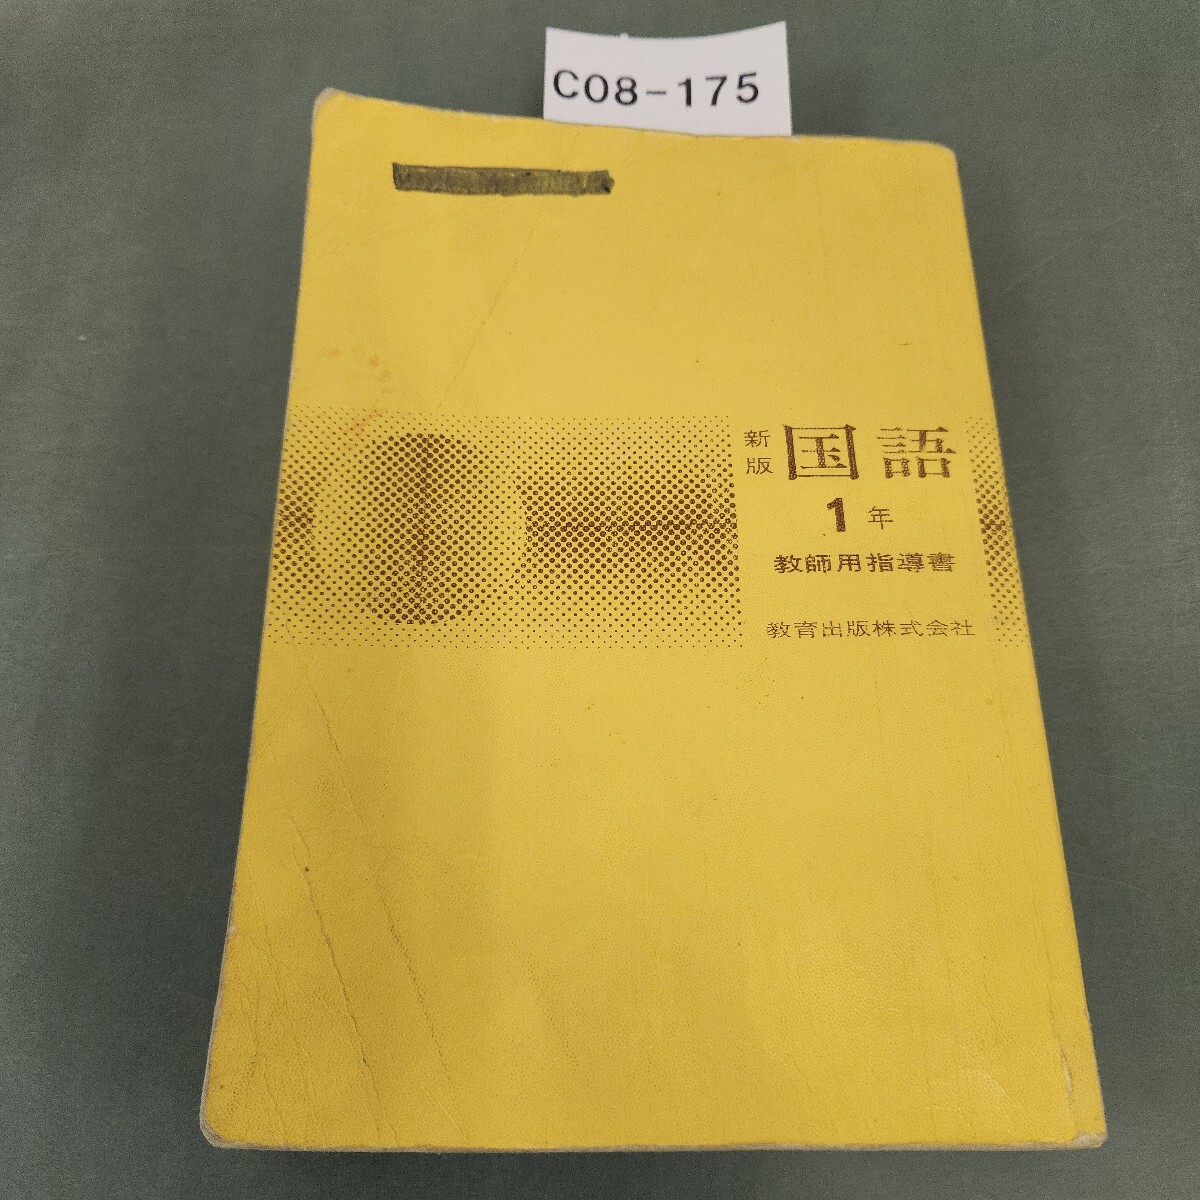 C08-175
新版 国語
1年
教師用指導書
教育出版株式会社